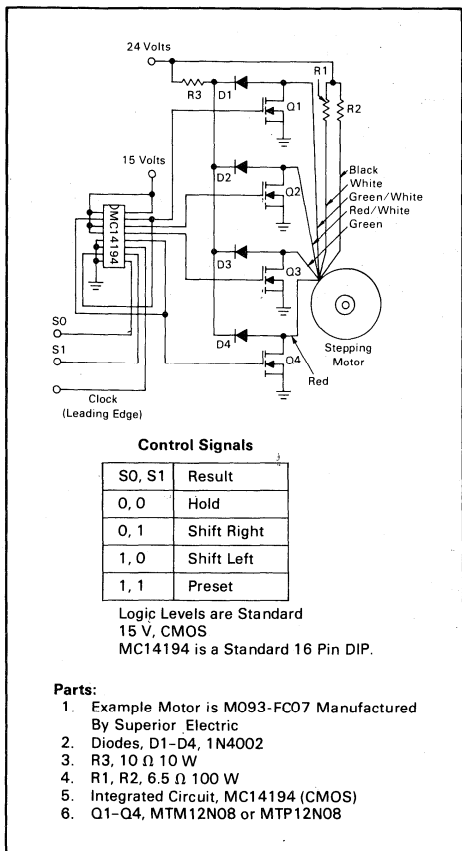 24 Volts
R1
R3
D1
Q1
R2
15 Volts
D2
Q2
Black
White
Green/White
Red/White
Green
MC14194
D3
Q3
S0
S1
D4
Q4
Stepping
Motor
Red
Clock
(Leading Edge)
Control Signals
S0, S1 Result
0, 0 Hold
0, 1 Shift Right
1, 0 Shift Left
1, 1 Preset
Logic Levels are Standard
15 V, CMOS
MC14194 is a Standard 16 Pin DIP.
Parts:
1. Example Motor is M093-FC07 Manufactured
By Superior Electric
2. Diodes, D1-D4, 1N4002
3. R3, 10 Ω 10 W
4. R1, R2, 6.5 Ω 100 W
5. Integrated Circuit, MC14194 (CMOS)
6. Q1-Q4, MTM12N08 or MTP12N08